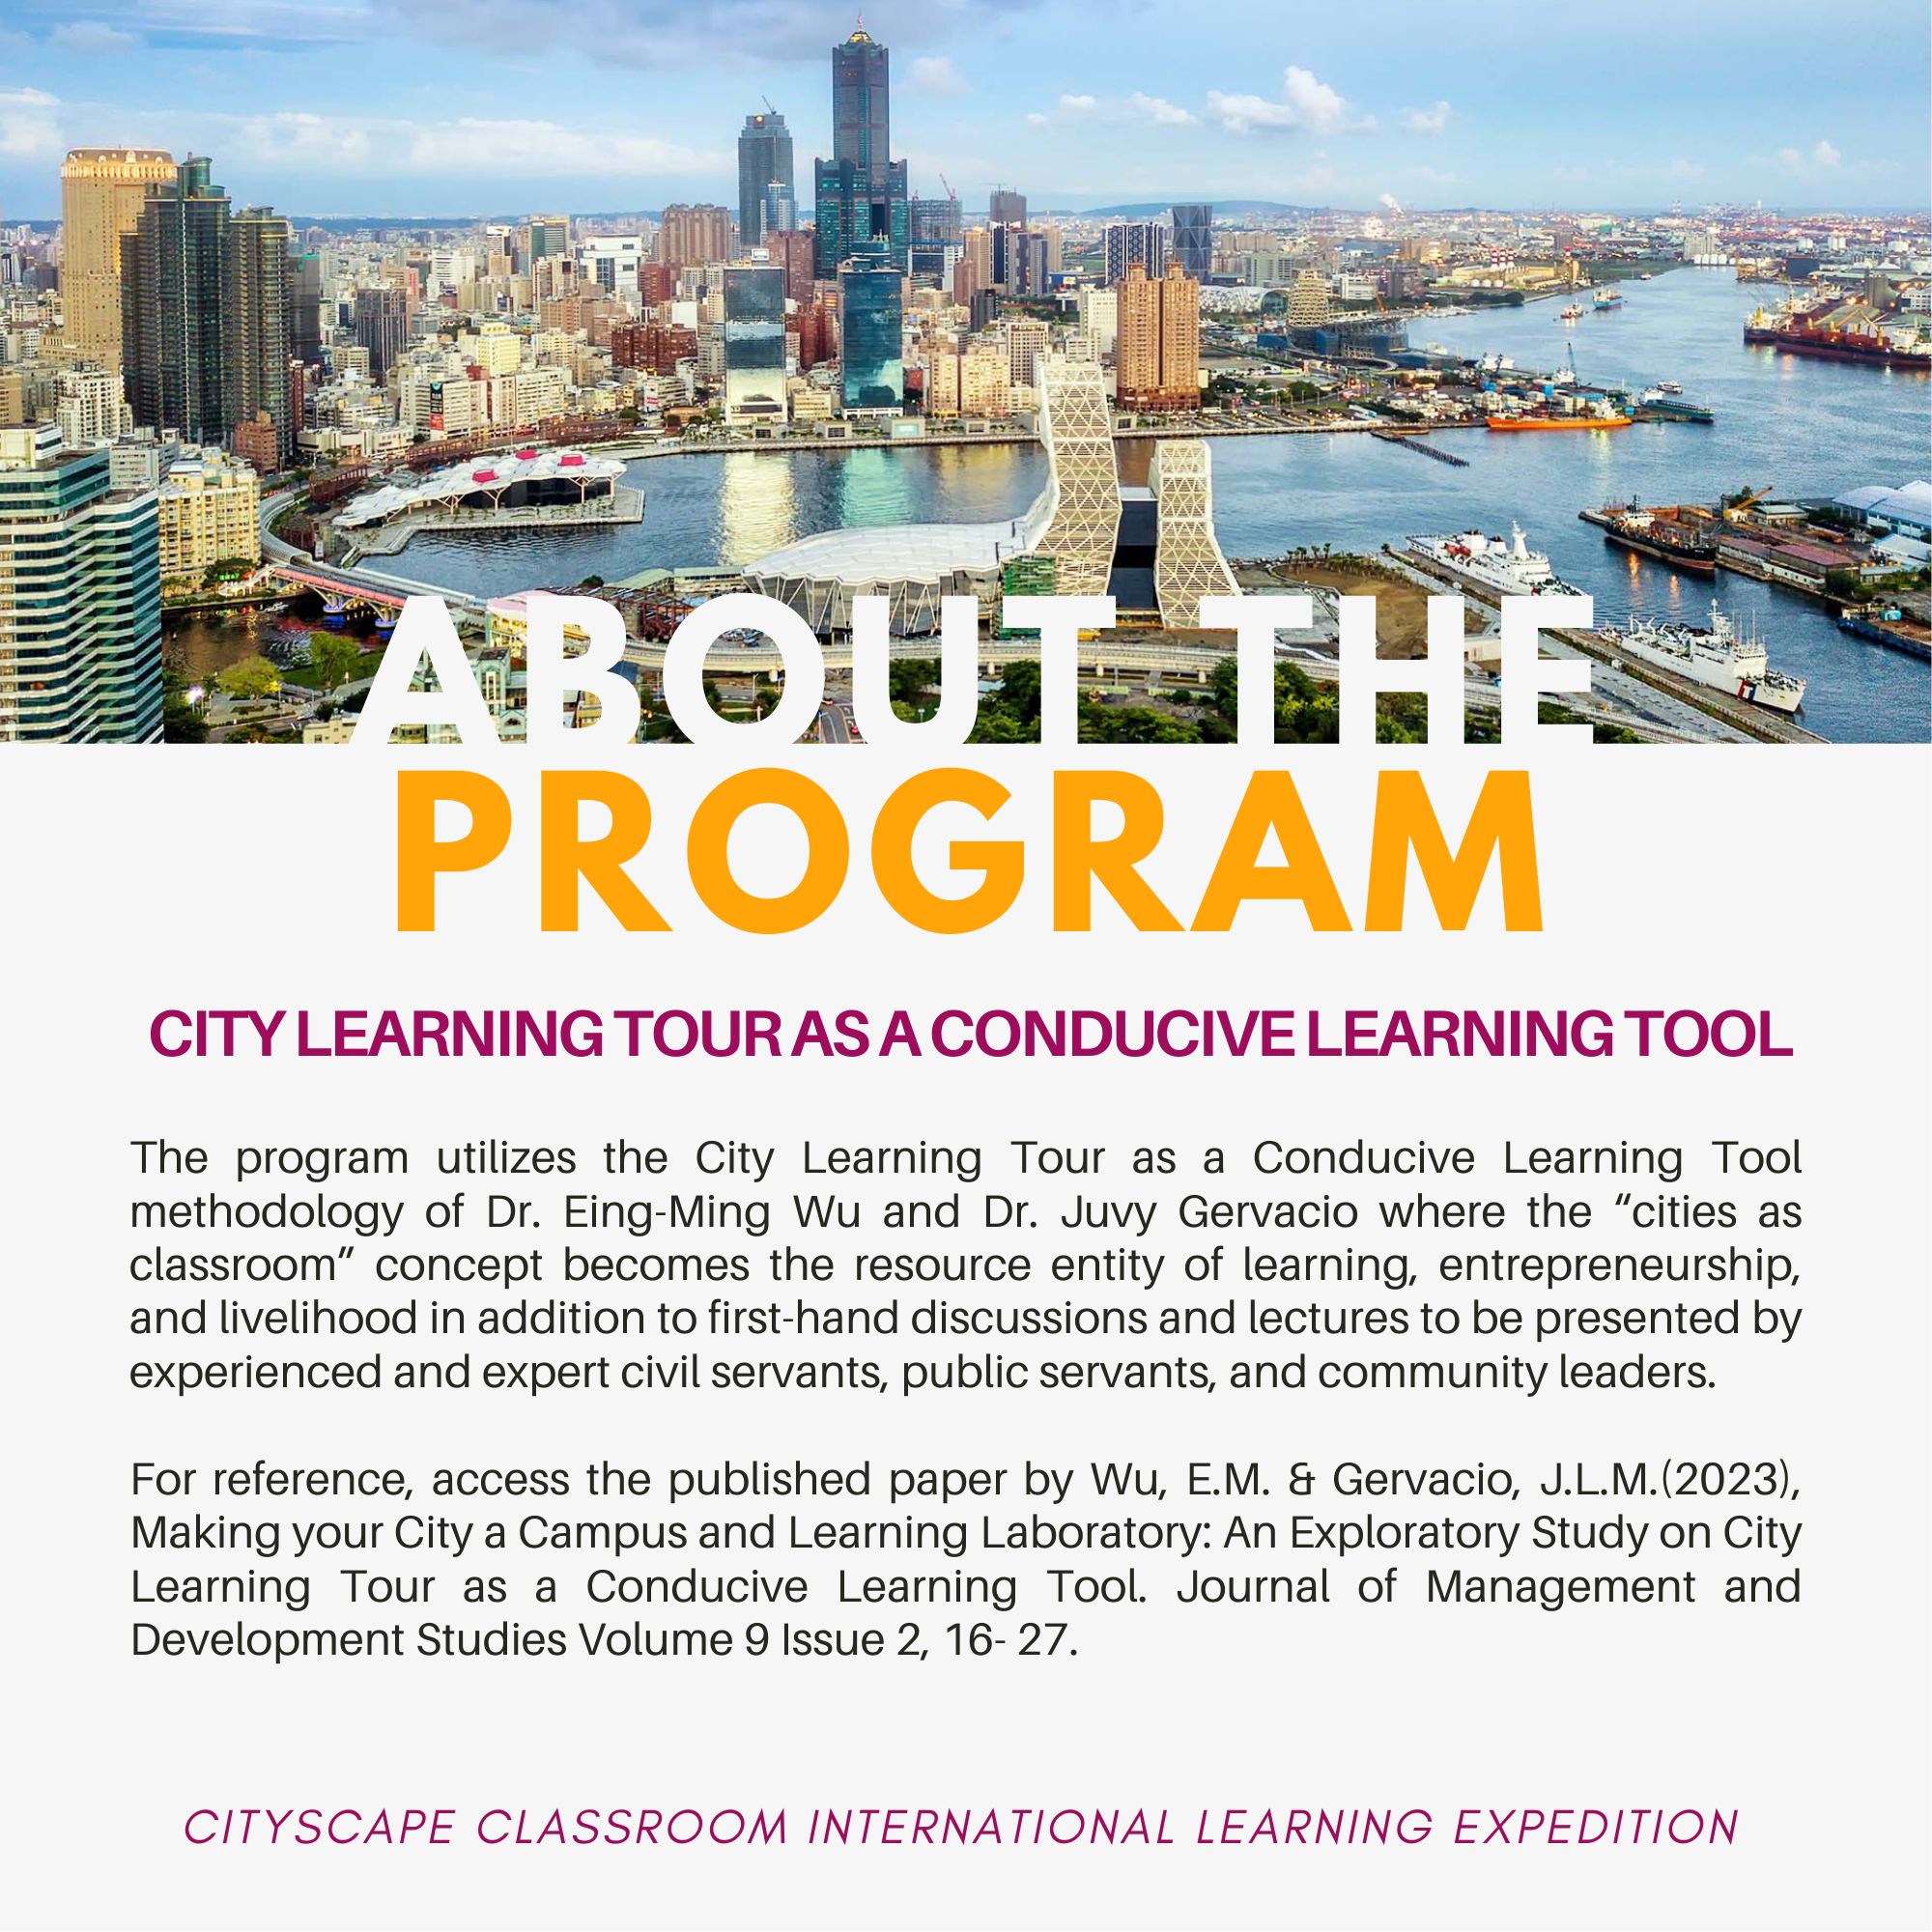 ABOUT THE
PROGRAM
CITY LEARNING TOUR AS A CONDUCIVE LEARNING TOOL
The program utilizes the City Learning Tour as a Conducive Learning Tool
methodology of Dr. Eing-Ming Wu and Dr. Juvy Gervacio where the “cities as
classroom” concept becomes the resource entity of learning, entrepreneurship,
and livelihood in addition to first-hand discussions and lectures to be presented by
experienced and expert civil servants, public servants, and community leaders.
For reference, access the published paper by Wu, E.M. & Gervacio, J.L.M.(2023),
Making your City a Campus and Learning Laboratory: An Exploratory Study on City
Learning Tour as a Conducive Learning Tool. Journal of Management and
Development Studies Volume 9 Issue 2, 16- 27.
CITYSCAPE CLASSROOM INTERNATIONAL LEARNING EXPEDITION